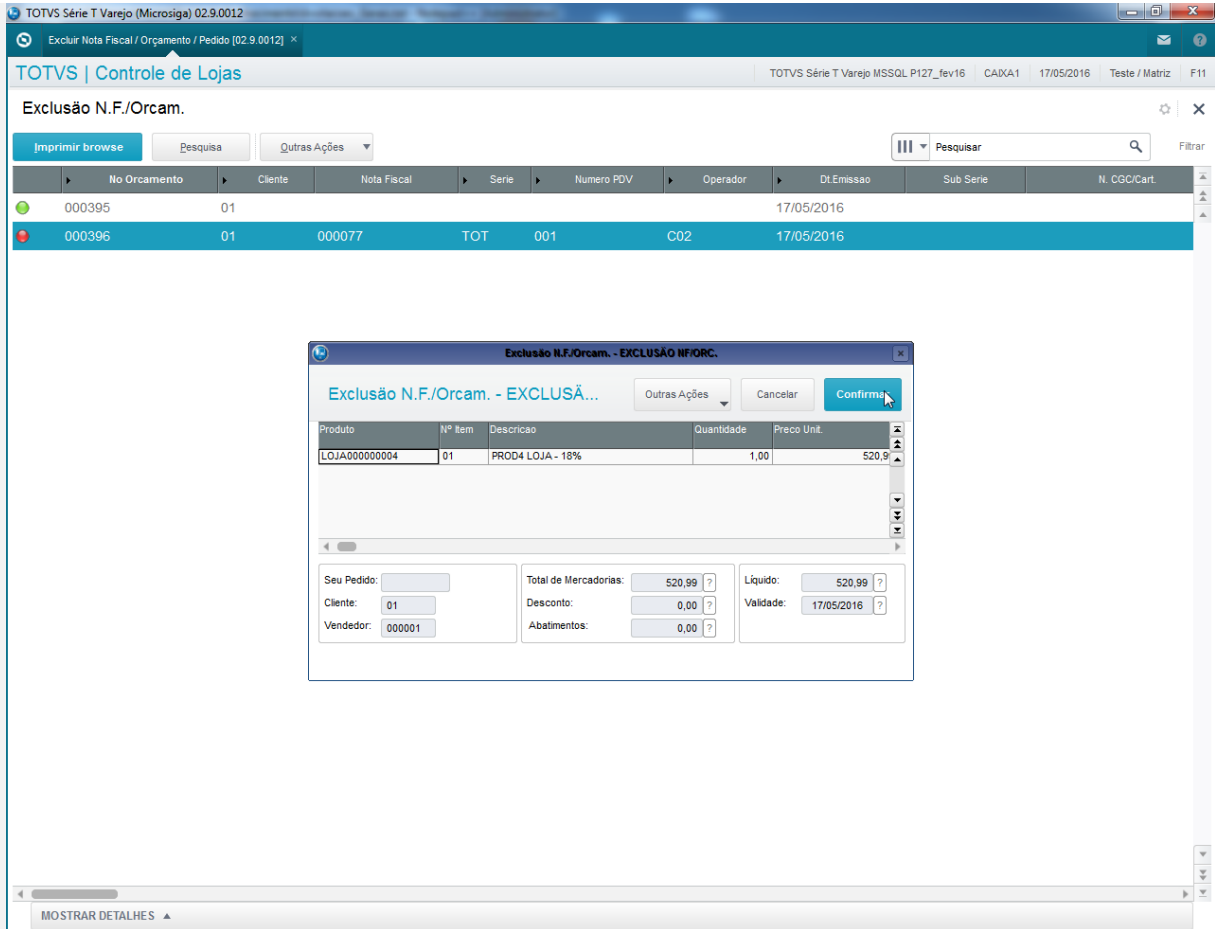 TOTVS Série T Varejo (Microsiga) 02.9.0012
Excluir Nota Fiscal / Orçamento / Pedido [02.9.0012] ×
TOTVS | Controle de Lojas TOTVS Série T Varejo MSSQL P127_fev16 CAIXA1 17/05/2016 Teste / Matriz F11
Exclusão N.F./Orcam.
Imprimir browse Pesquisa Outras Ações Pesquisar Filtrar
No Orcamento Cliente Nota Fiscal Serie Numero PDV Operador Dt.Emissao Sub Serie N. CGC/Cart.
000395 01 17/05/2016
000396 01 000077 TOT 001 C02 17/05/2016
Exclusão N.F./Orcam. - EXCLUSÃO NF/ORC.
Exclusão N.F./Orcam. - EXCLUSÃ... Outras Ações Cancelar Confirma
Produto Nº Item Descricao Quantidade Preco Unit.
LOJA000000004 01 PROD4 LOJA - 18% 1,00 520,9
Seu Pedido: Total de Mercadorias: 520,99 ? Líquido: 520,99 ?
Cliente: 01 Desconto: 0,00 ? Validade: 17/05/2016 ?
Vendedor: 000001 Abatimentos: 0,00 ?
MOSTRAR DETALHES